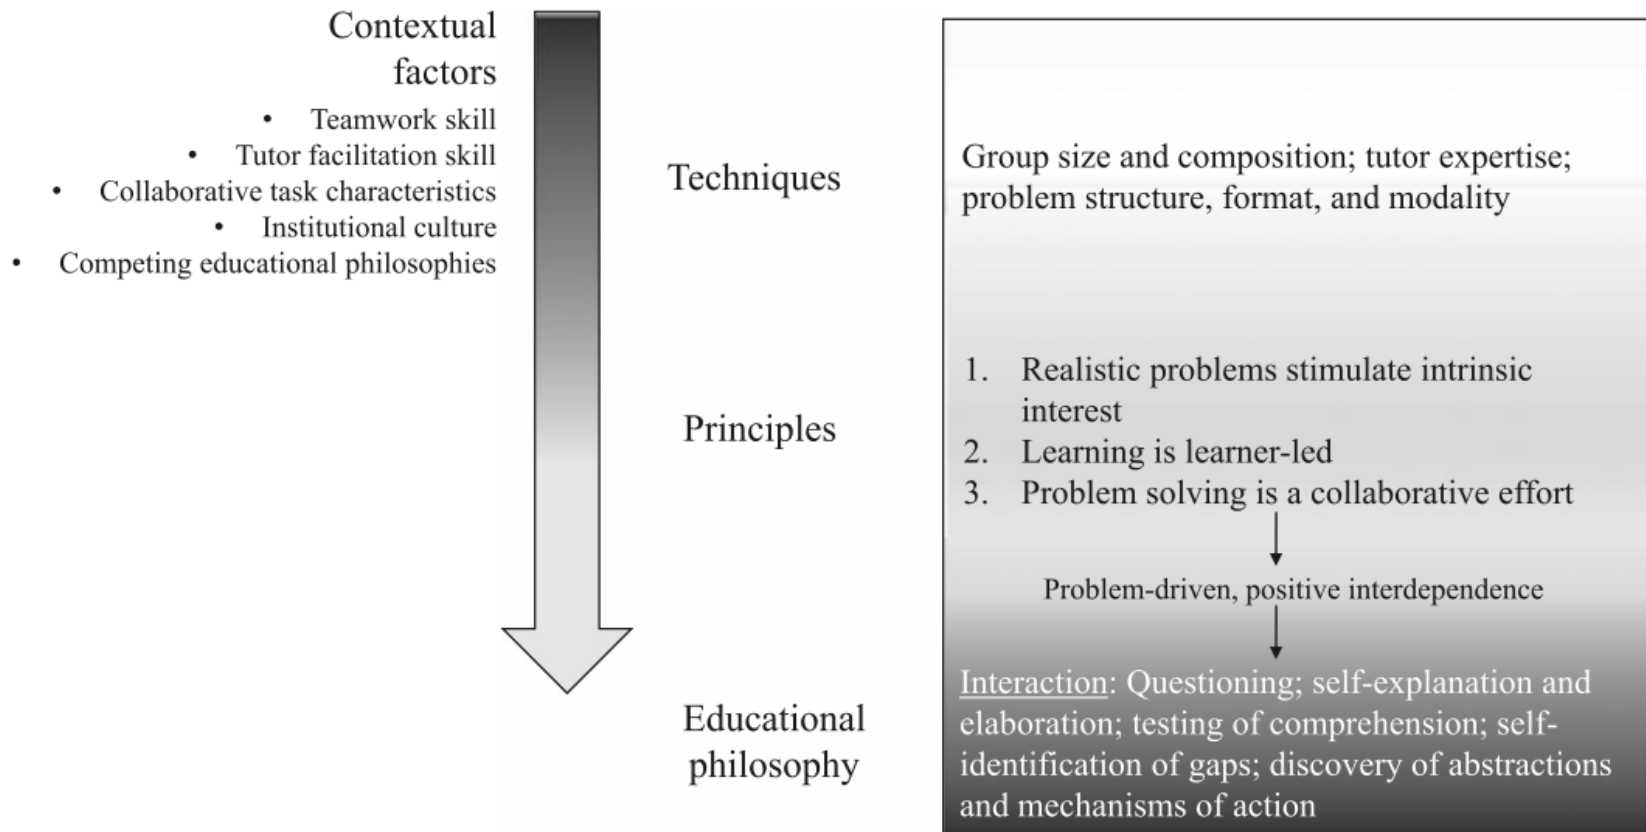 Contextual
factors
• Teamwork skill
• Tutor facilitation skill
• Collaborative task characteristics
• Institutional culture
• Competing educational philosophies
Techniques
Group size and composition; tutor expertise;
problem structure, format, and modality
Principles
1. Realistic problems stimulate intrinsic
interest
2. Learning is learner-led
3. Problem solving is a collaborative effort
Problem-driven, positive interdependence
Educational
philosophy
Interaction: Questioning; self-explanation and
elaboration; testing of comprehension; self-
identification of gaps; discovery of abstractions
and mechanisms of action